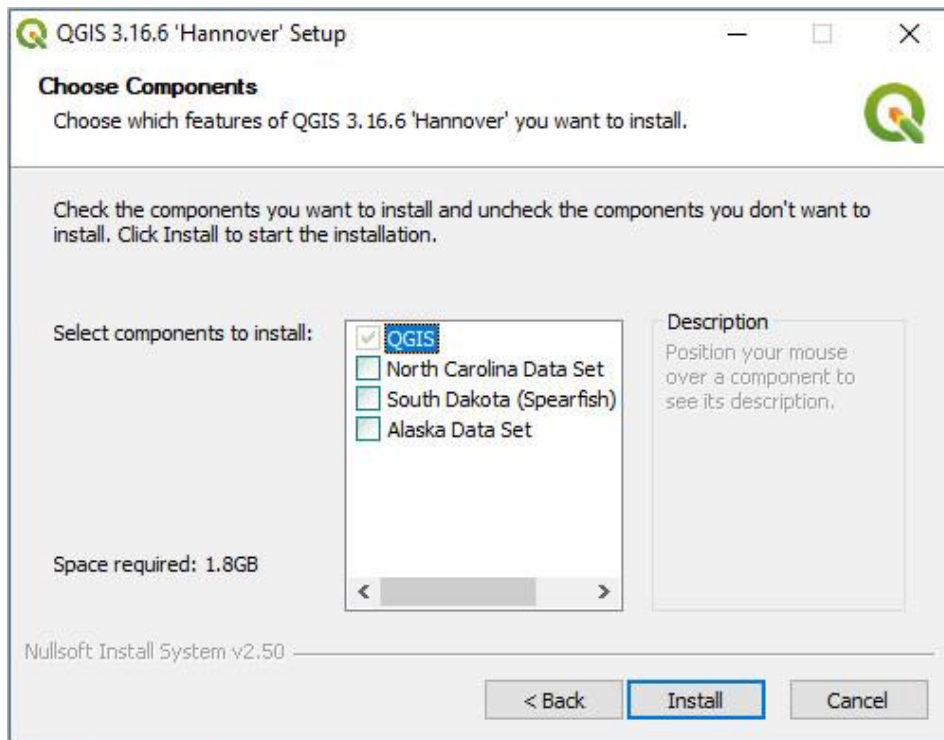 QGIS 3.16.6 'Hannover' Setup
Choose Components
Choose which features of QGIS 3.16.6 'Hannover' you want to install.
Check the components you want to install and uncheck the components you don't want to
install. Click Install to start the installation.
Select components to install:
QGIS
North Carolina Data Set
South Dakota (Spearfish)
Alaska Data Set
Description
Position your mouse
over a component to
see its description.
Space required: 1.8GB
Nullsoft Install System v2.50
< Back
Install
Cancel